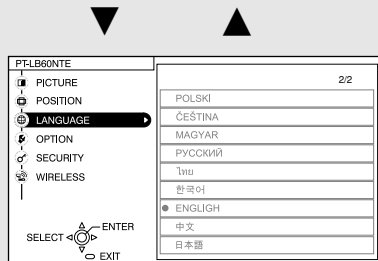 PT-LB60NTE
2/2
PICTURE
POSITION
LANGUAGE
OPTION
SECURITY
WIRELESS
POLSKI
ČEŠTINA
MAGYAR
РУССКИЙ
ไทย
한국어
ENGLIGH
中文
日本語
ENTER
SELECT
EXIT